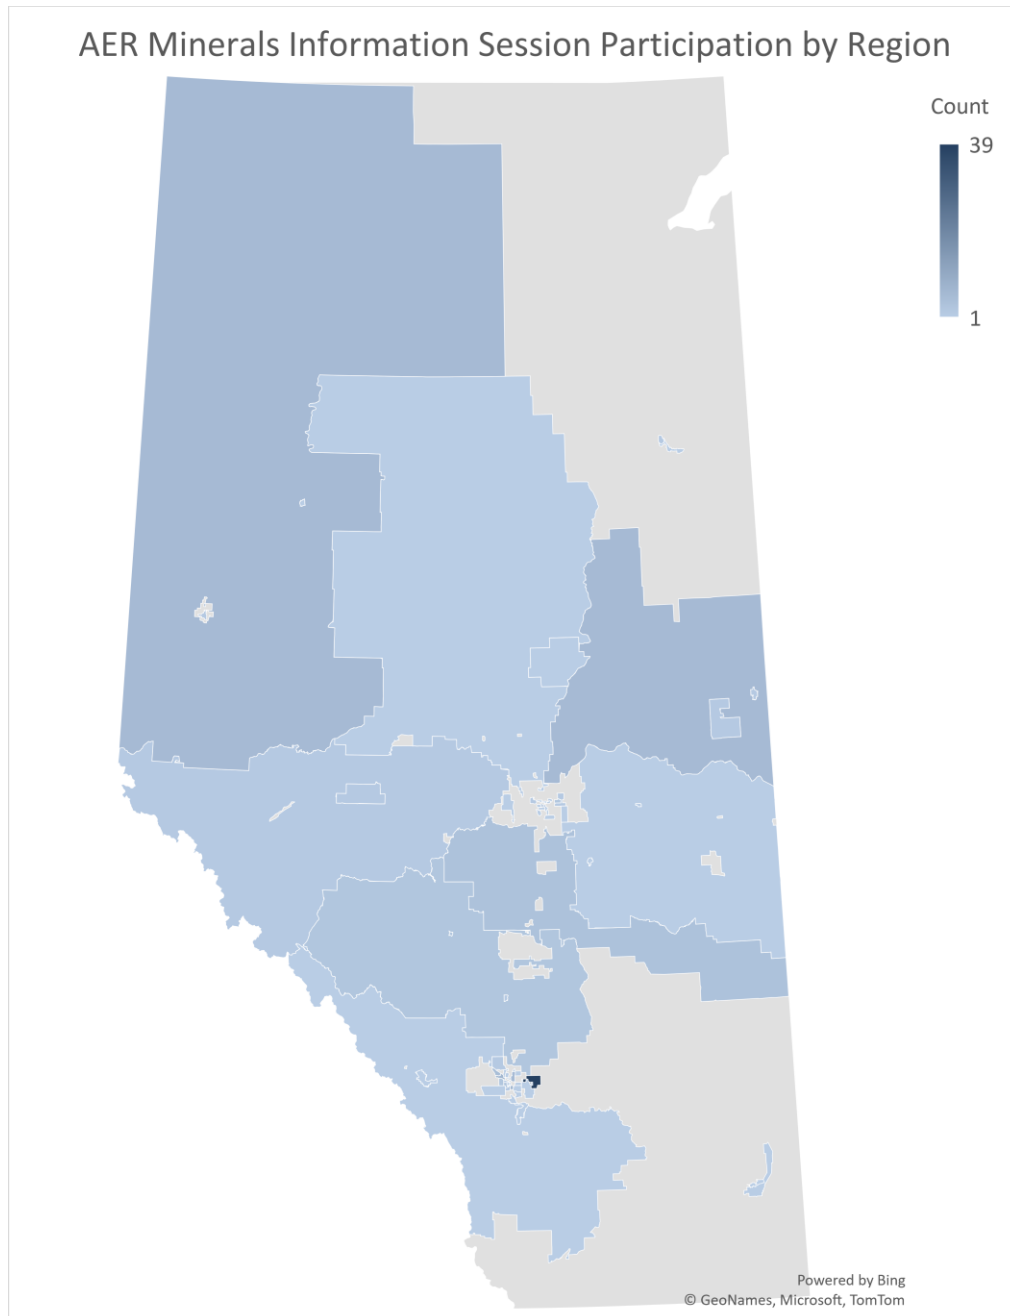 AER Minerals Information Session Participation by Region
Count
39
1
Powered by Bing
© GeoNames, Microsoft, TomTom